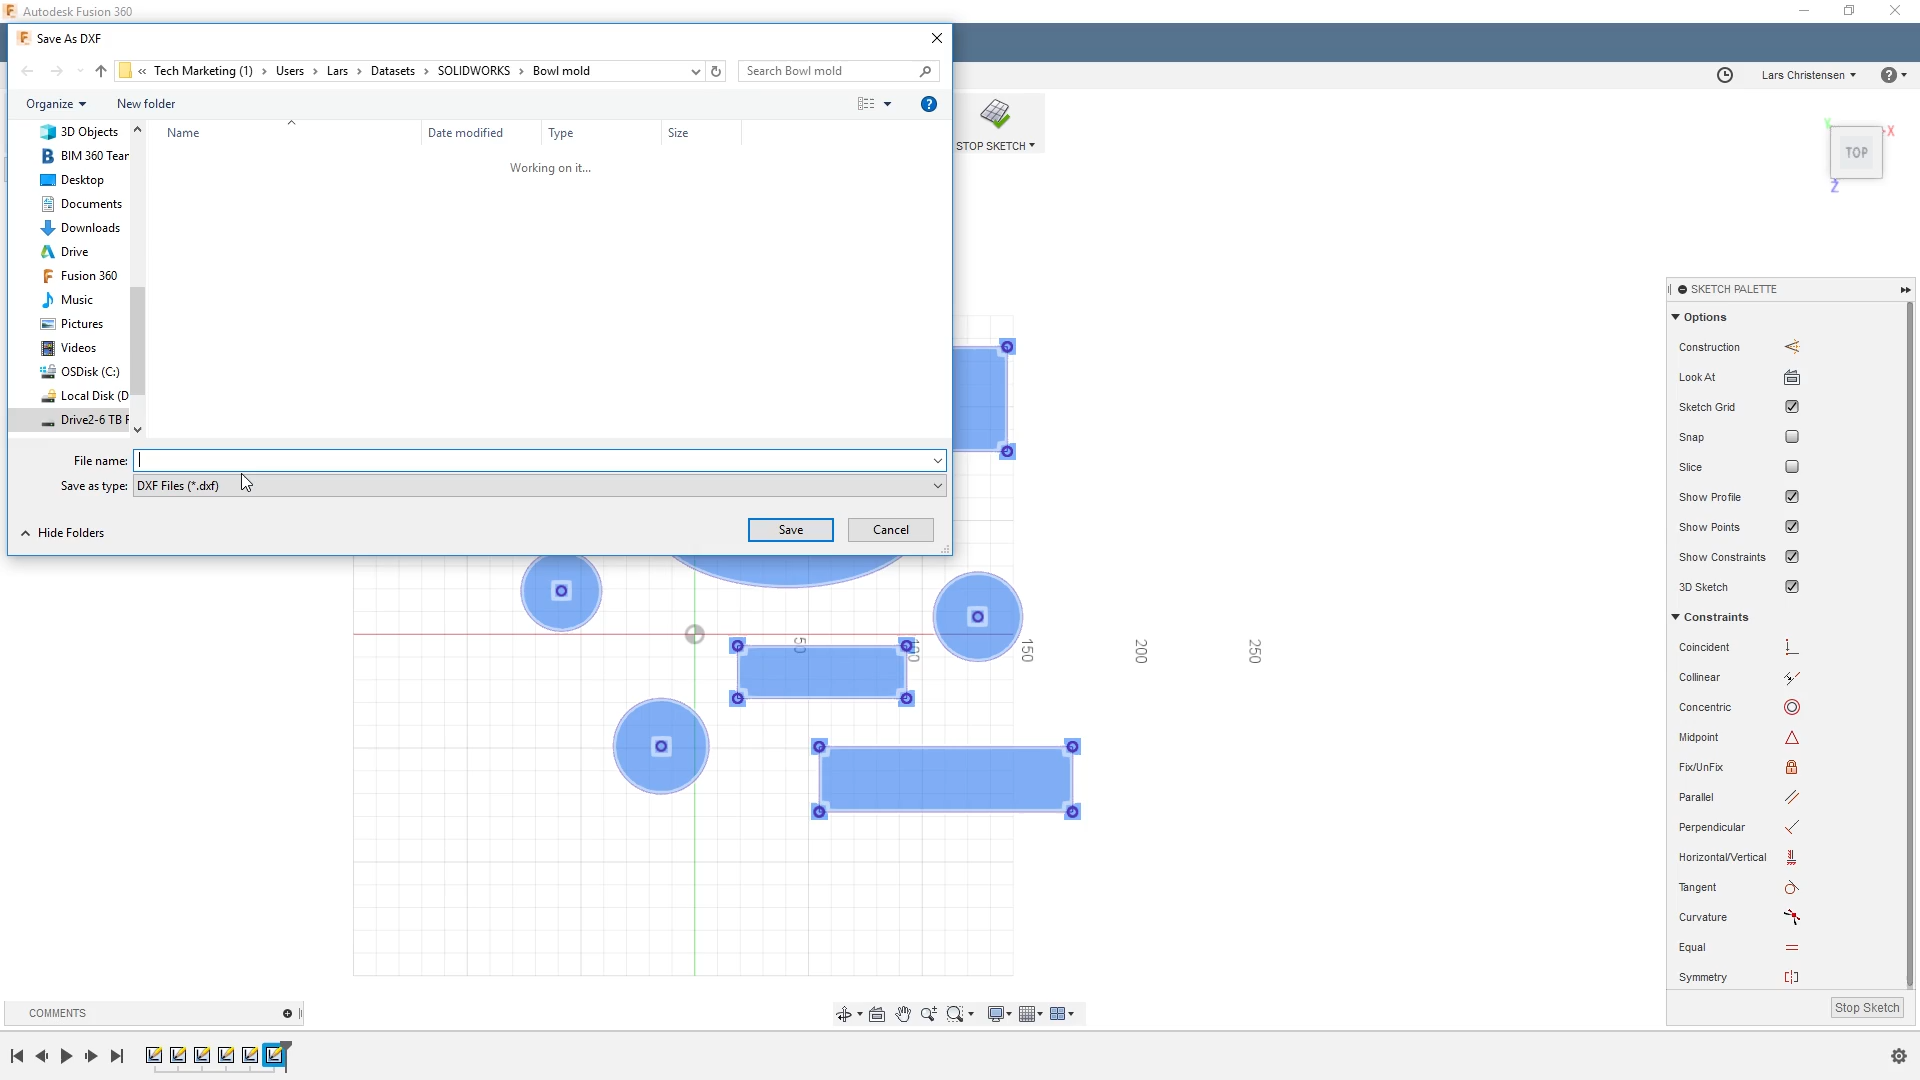 Autodesk Fusion 360
Save As DXF
« Tech Marketing (1) › Users › Lars › Datasets › SOLIDWORKS › Bowl mold
Search Bowl mold
Organize
New folder
Name
Date modified
Type
Size
Working on it...
3D Objects
BIM 360 Tear
Desktop
Documents
Downloads
Drive
Fusion 360
Music
Pictures
Videos
OSDisk (C:)
Local Disk (D
Drive2-6 TB F
File name:
Save as type: DXF Files (*.dxf)
Hide Folders
Save
Cancel
Lars Christensen
STOP SKETCH
Y
X
TOP
Z
50
150
200
250
SKETCH PALETTE
Options
Construction
Look At
Sketch Grid
Snap
Slice
Show Profile
Show Points
Show Constraints
3D Sketch
Constraints
Coincident
Collinear
Concentric
Midpoint
Fix/UnFix
Parallel
Perpendicular
Horizontal/Vertical
Tangent
Curvature
Equal
Symmetry
Stop Sketch
COMMENTS